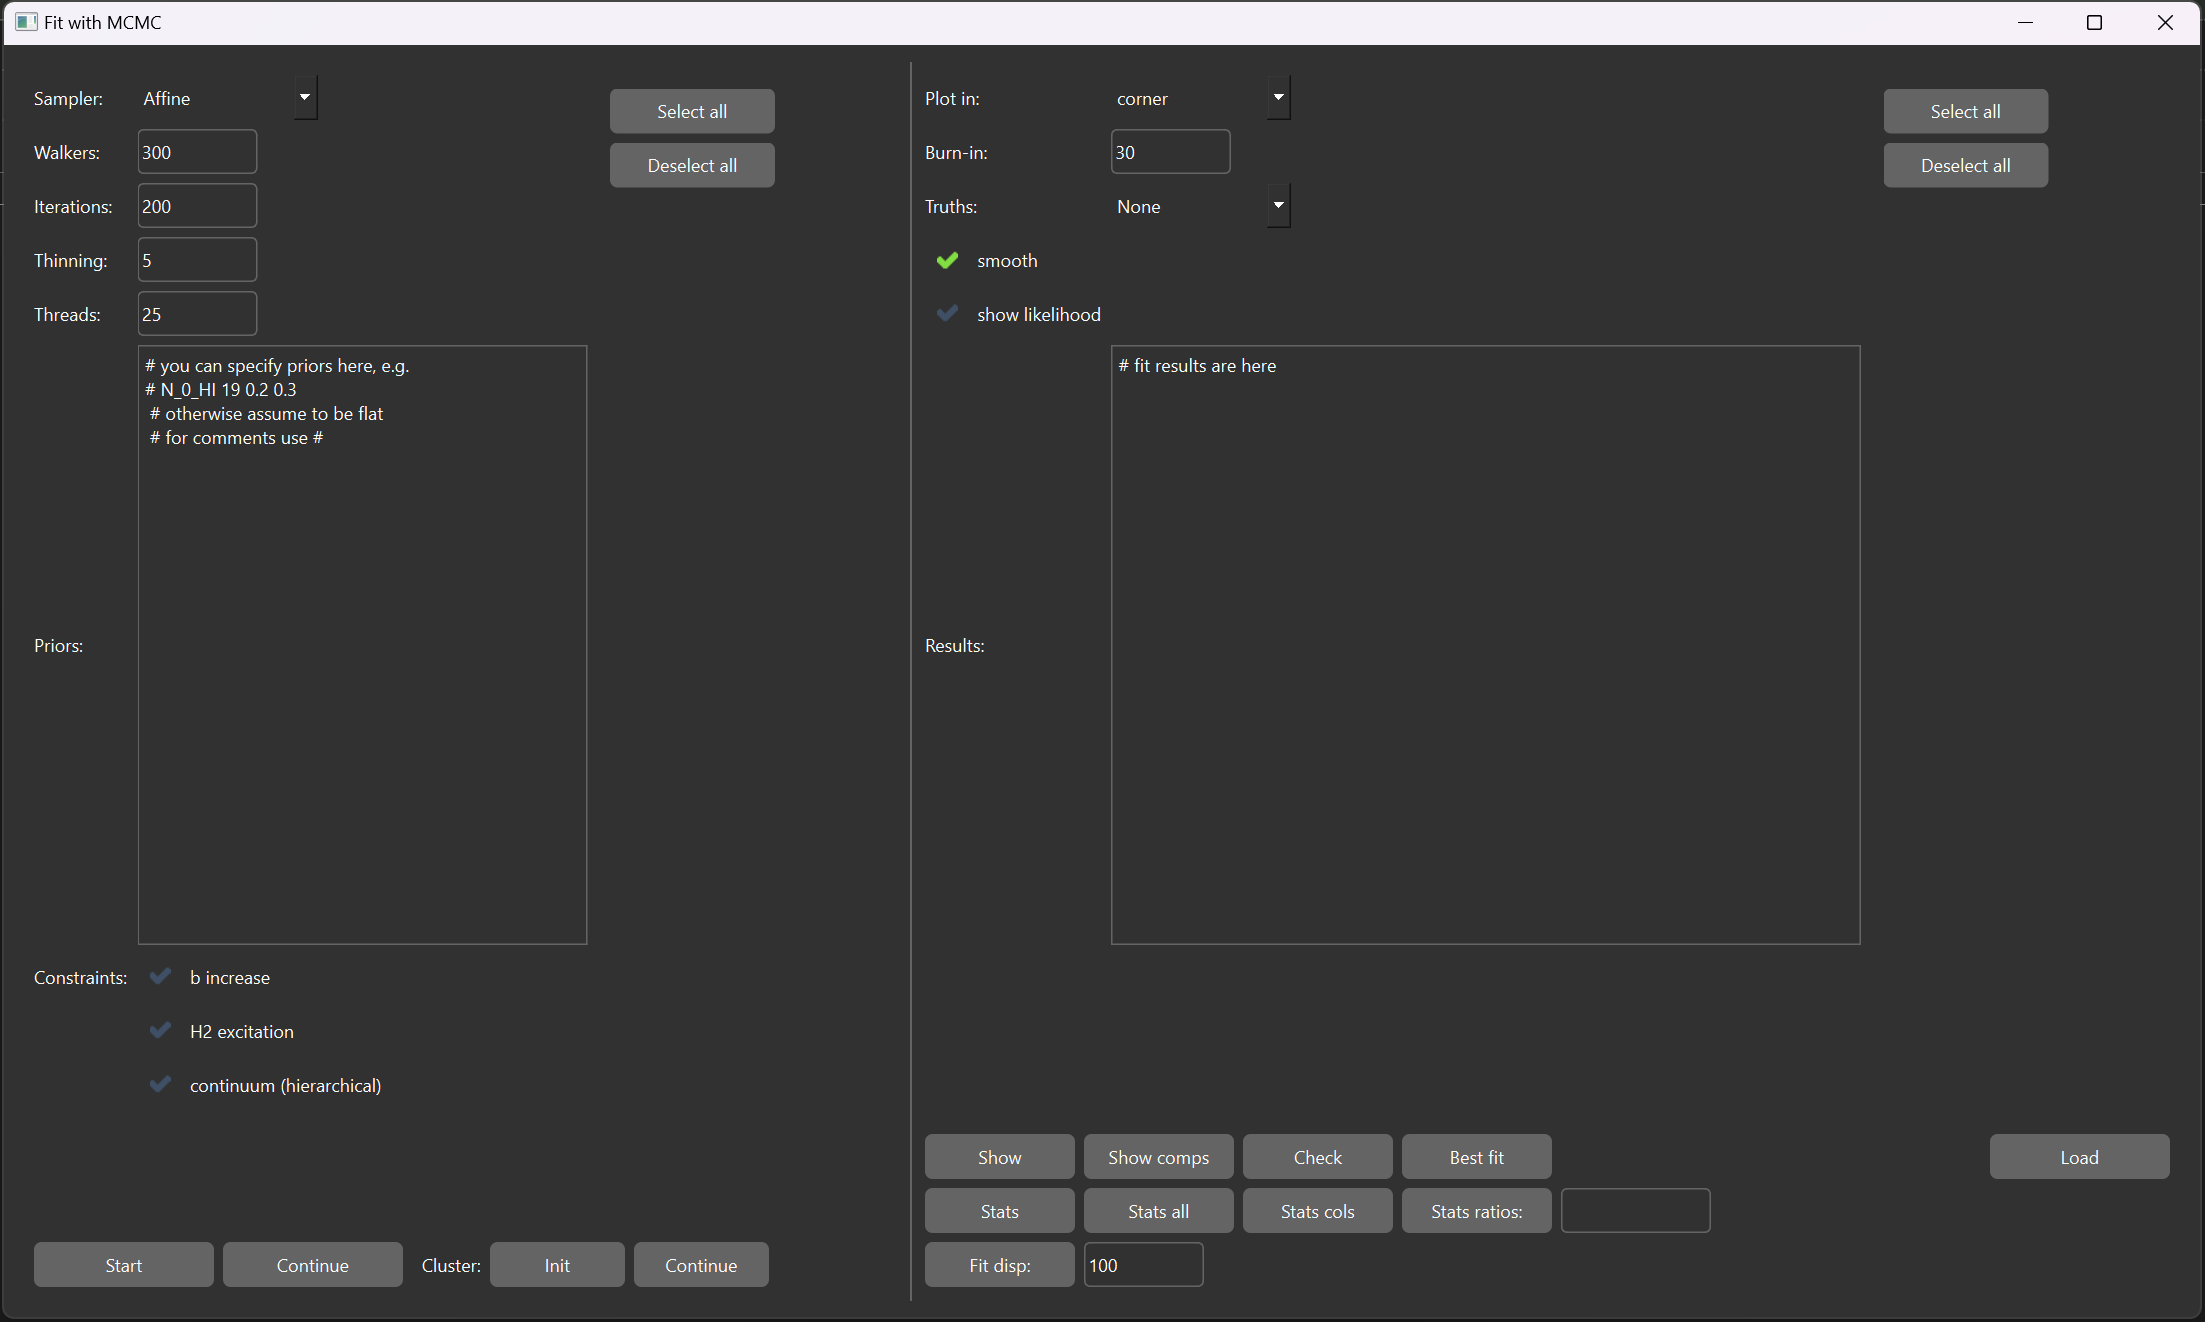 Fit with MCMC
Sampler: Affine
Select all
Walkers: 300
Deselect all
Iterations: 200
Thinning: 5
Threads: 25
Priors:
# you can specify priors here, e.g.
# N_0_HI 19 0.2 0.3
# otherwise assume to be flat
# for comments use #
Constraints: b increase
H2 excitation
continuum (hierarchical)
Start Continue Cluster: Init Continue
Plot in: corner
Select all
Burn-in: 30
Deselect all
Truths: None
smooth
show likelihood
Results:
# fit results are here
Show Show comps Check Best fit Load
Stats Stats all Stats cols Stats ratios:
Fit disp: 100